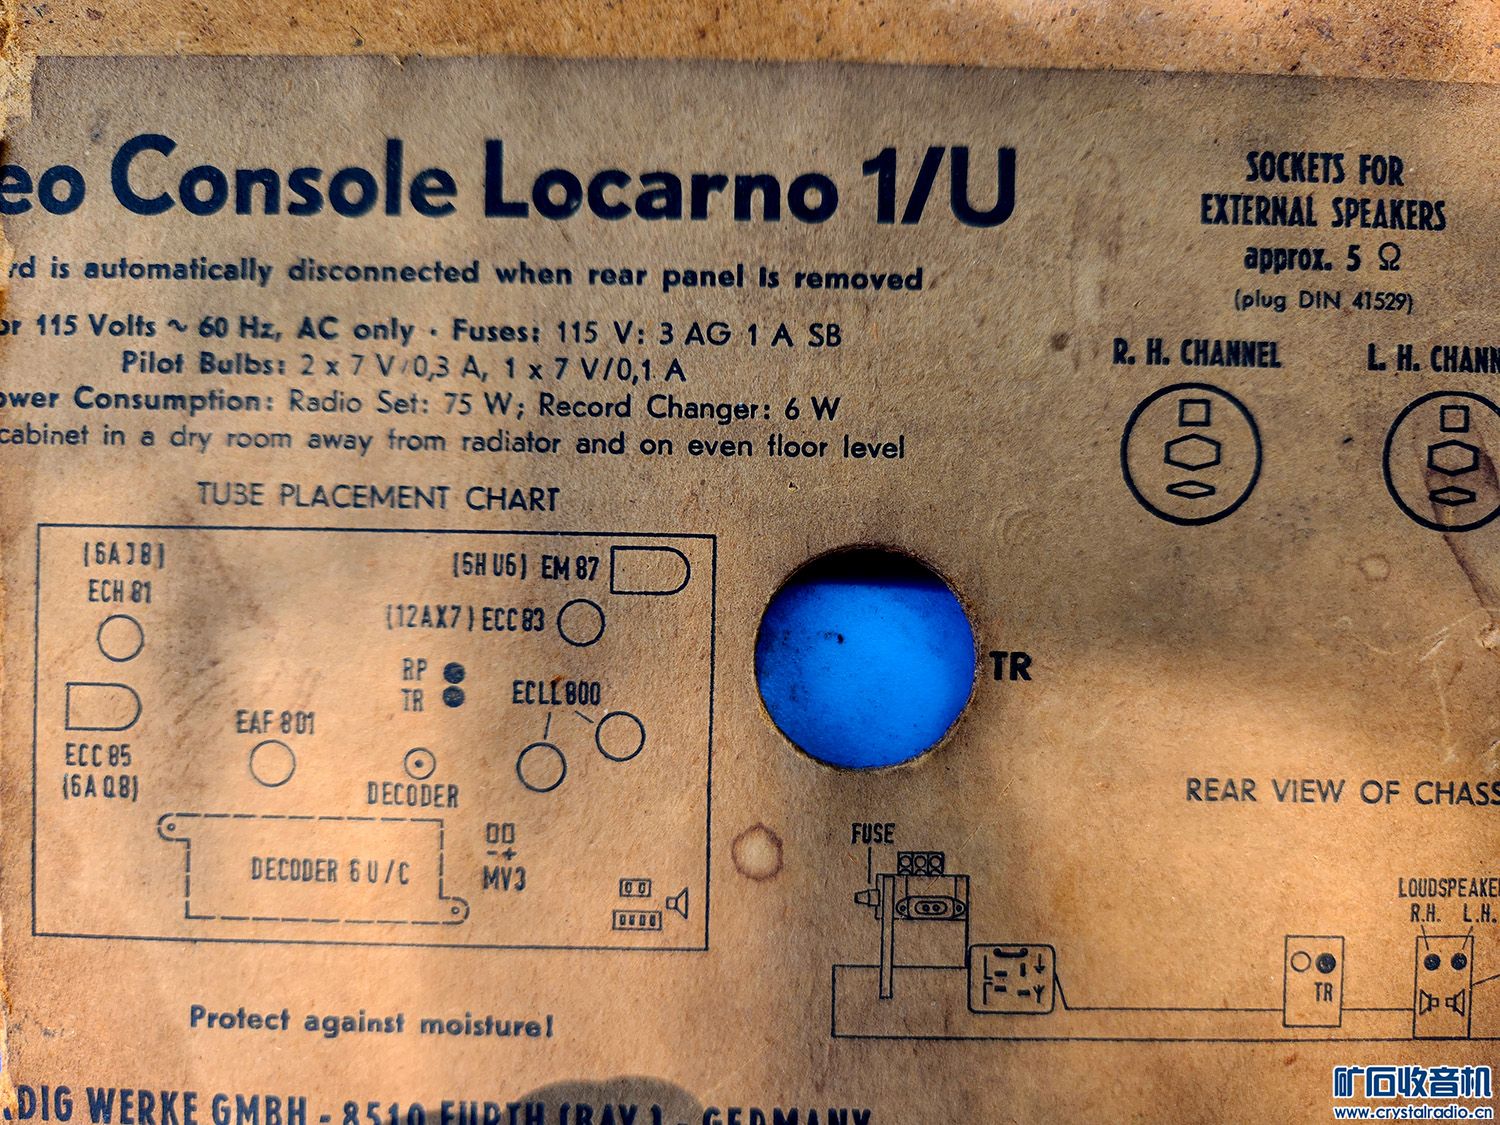 eo Console Locarno 1/U
rd is automatically disconnected when rear panel is removed
or 115 Volts ~ 60 Hz, AC only · Fuses: 115 V: 3 AG 1 A SB
Pilot Bulbs: 2 x 7 V/0,3 A, 1 x 7 V/0,1 A
ower Consumption: Radio Set: 75 W; Record Changer: 6 W
cabinet in a dry room away from radiator and on even floor level
SOCKETS FOR
EXTERNAL SPEAKERS
approx. 5 Ω
(plug DIN 41529)
R. H. CHANNEL
L. H. CHANN
TUBE PLACEMENT CHART
(6AJ8)
ECH 81
(6HU6) EM 87
(12AX7) ECC 83
RP
TR
ECLL 800
EAF 801
ECC 85
(6AQ8)
DECODER
DECODER 6 U/C
- +
MV3
TR
REAR VIEW OF CHASS
FUSE
LOUDSPEAKE
R.H. L.H.
TR
Protect against moisture!
DIG WERKE GMBH - 8510 FÜRTH (BAY.) - GERMANY
矿石收音机
www.crystalradio.cn